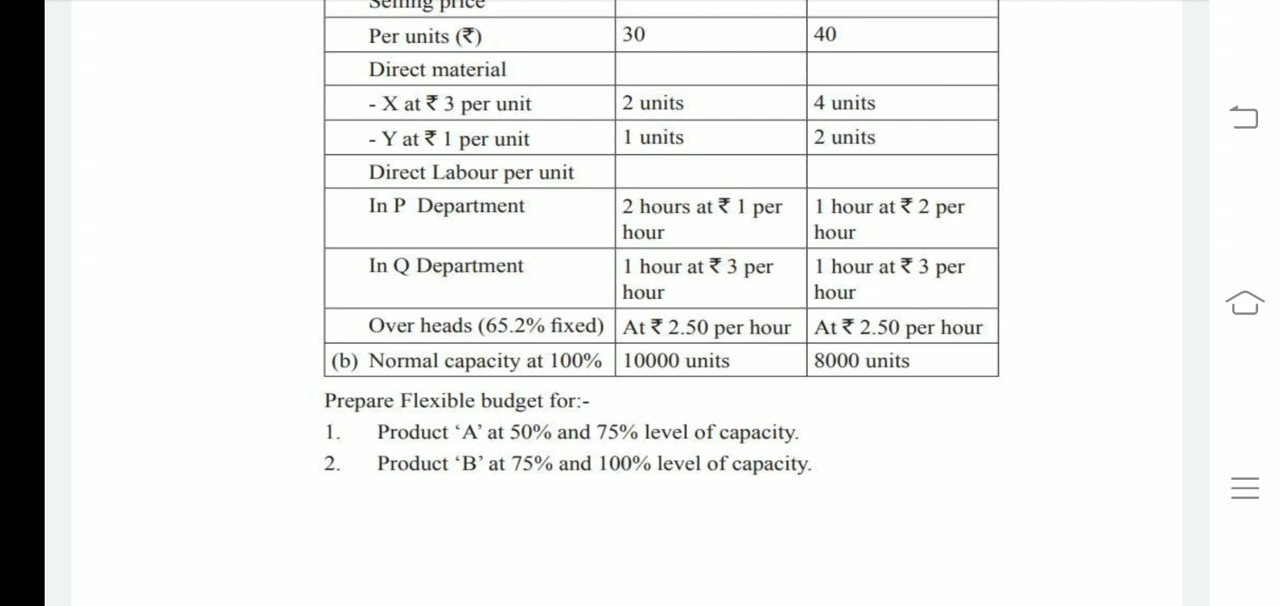 Selling price
Per units (₹) 30 40
Direct material
- X at ₹ 3 per unit 2 units 4 units
- Y at ₹ 1 per unit 1 units 2 units
Direct Labour per unit
In P Department 2 hours at ₹ 1 per 1 hour at ₹ 2 per
hour hour
In Q Department 1 hour at ₹ 3 per 1 hour at ₹ 3 per
hour hour
Over heads (65.2% fixed) At ₹ 2.50 per hour At ₹ 2.50 per hour
(b) Normal capacity at 100% 10000 units 8000 units
Prepare Flexible budget for:-
1. Product ‘A’ at 50% and 75% level of capacity.
2. Product ‘B’ at 75% and 100% level of capacity.